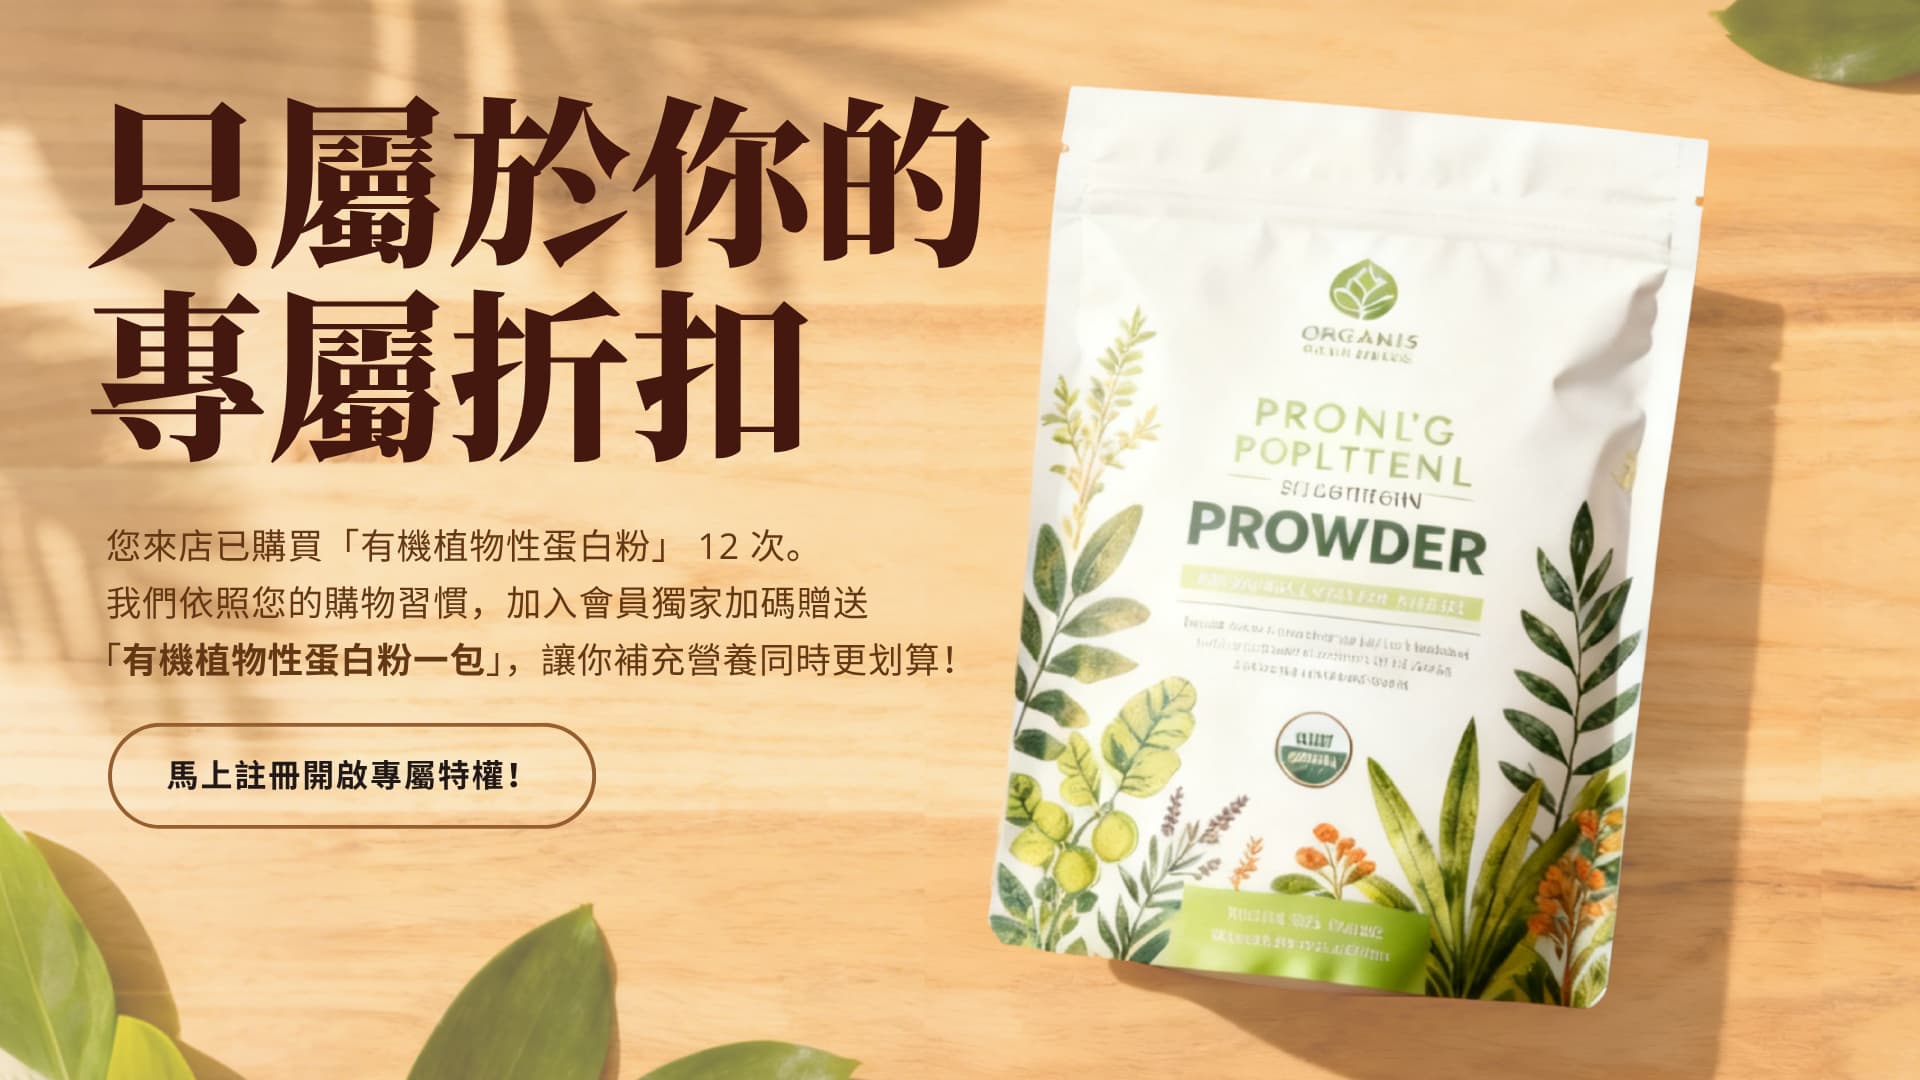 只屬於你的
專屬折扣
您來店已購買「有機植物性蛋白粉」 12 次。
我們依照您的購物習慣，加入會員獨家加碼贈送
「有機植物性蛋白粉一包」，讓你補充營養同時更划算！
馬上註冊開啟專屬特權！
ORGANIS
PRONL'G
POPLTTENL
PROWDER